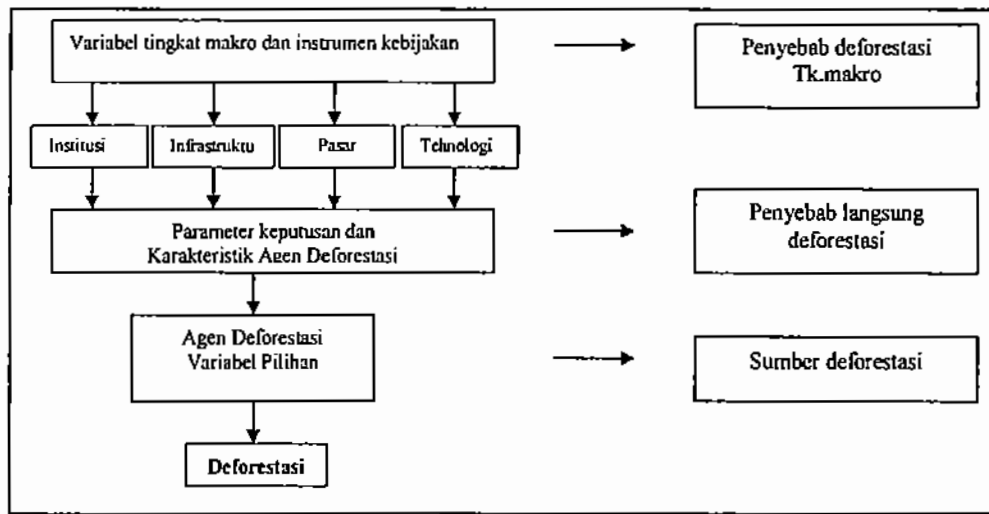 Variabel tingkat makro dan instrumen kebijakan
Penyebab deforestasi
Tk.makro
Institusi
Infrastruktu
Pasar
Tehnologi
Parameter keputusan dan
Karakteristik Agen Deforestasi
Penyebab langsung
deforestasi
Agen Deforestasi
Variabel Pilihan
Sumber deforestasi
Deforestasi